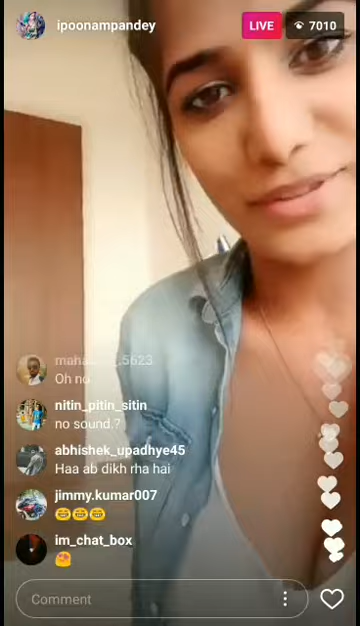 ipoonampandey
LIVE
7010
Oh no
nitin_pitin_sitin
no sound.?
abhishek_upadhye45
Haa ab dikh rha hai
jimmy.kumar007
im_chat_box
Comment